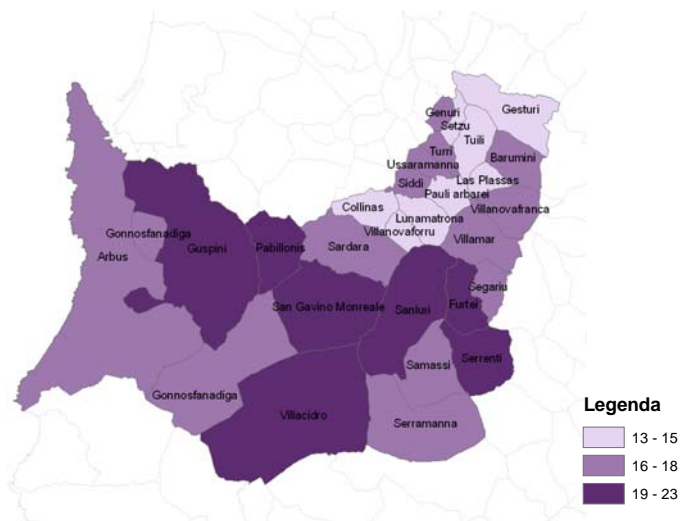 Genuri
Gesturi
Setzu
Tuili
Turri
Barumini
Ussaramanna
Siddi
Las Plassas
Pauli arbarei
Collinas
Villanovafranca
Lunamatrona
Gonnosfanadiga
Villanovaforru
Villamar
Guspini
Pabillonis
Sardara
Arbus
Segariu
San Gavino Monreale
Sanluri
Furtei
Serrenti
Samassi
Gonnosfanadiga
Villacidro
Serramanna
Legenda
13 - 15
16 - 18
19 - 23